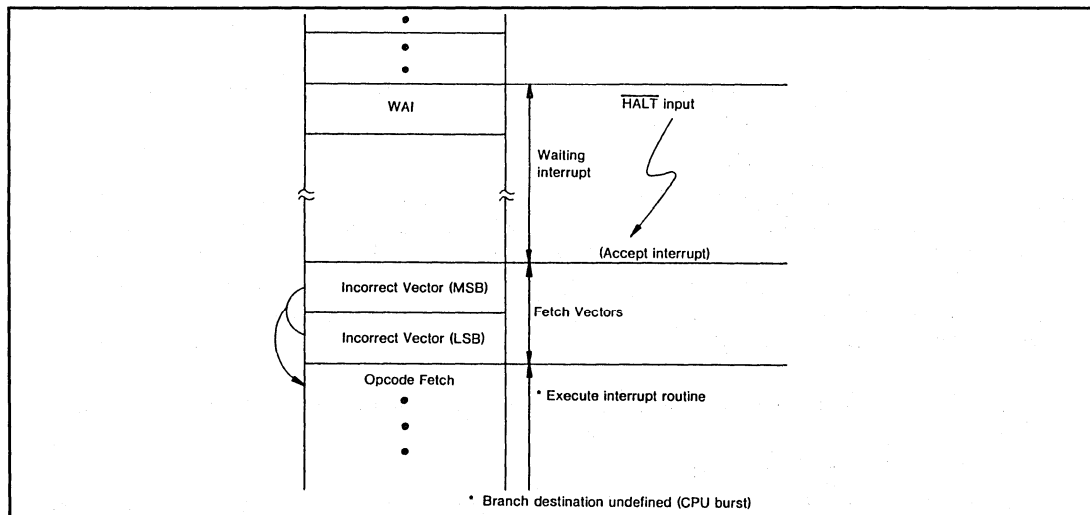 WAI
HALT input
Waiting
interrupt
(Accept interrupt)
Incorrect Vector (MSB)
Fetch Vectors
Incorrect Vector (LSB)
Opcode Fetch
* Execute interrupt routine
* Branch destination undefined (CPU burst)